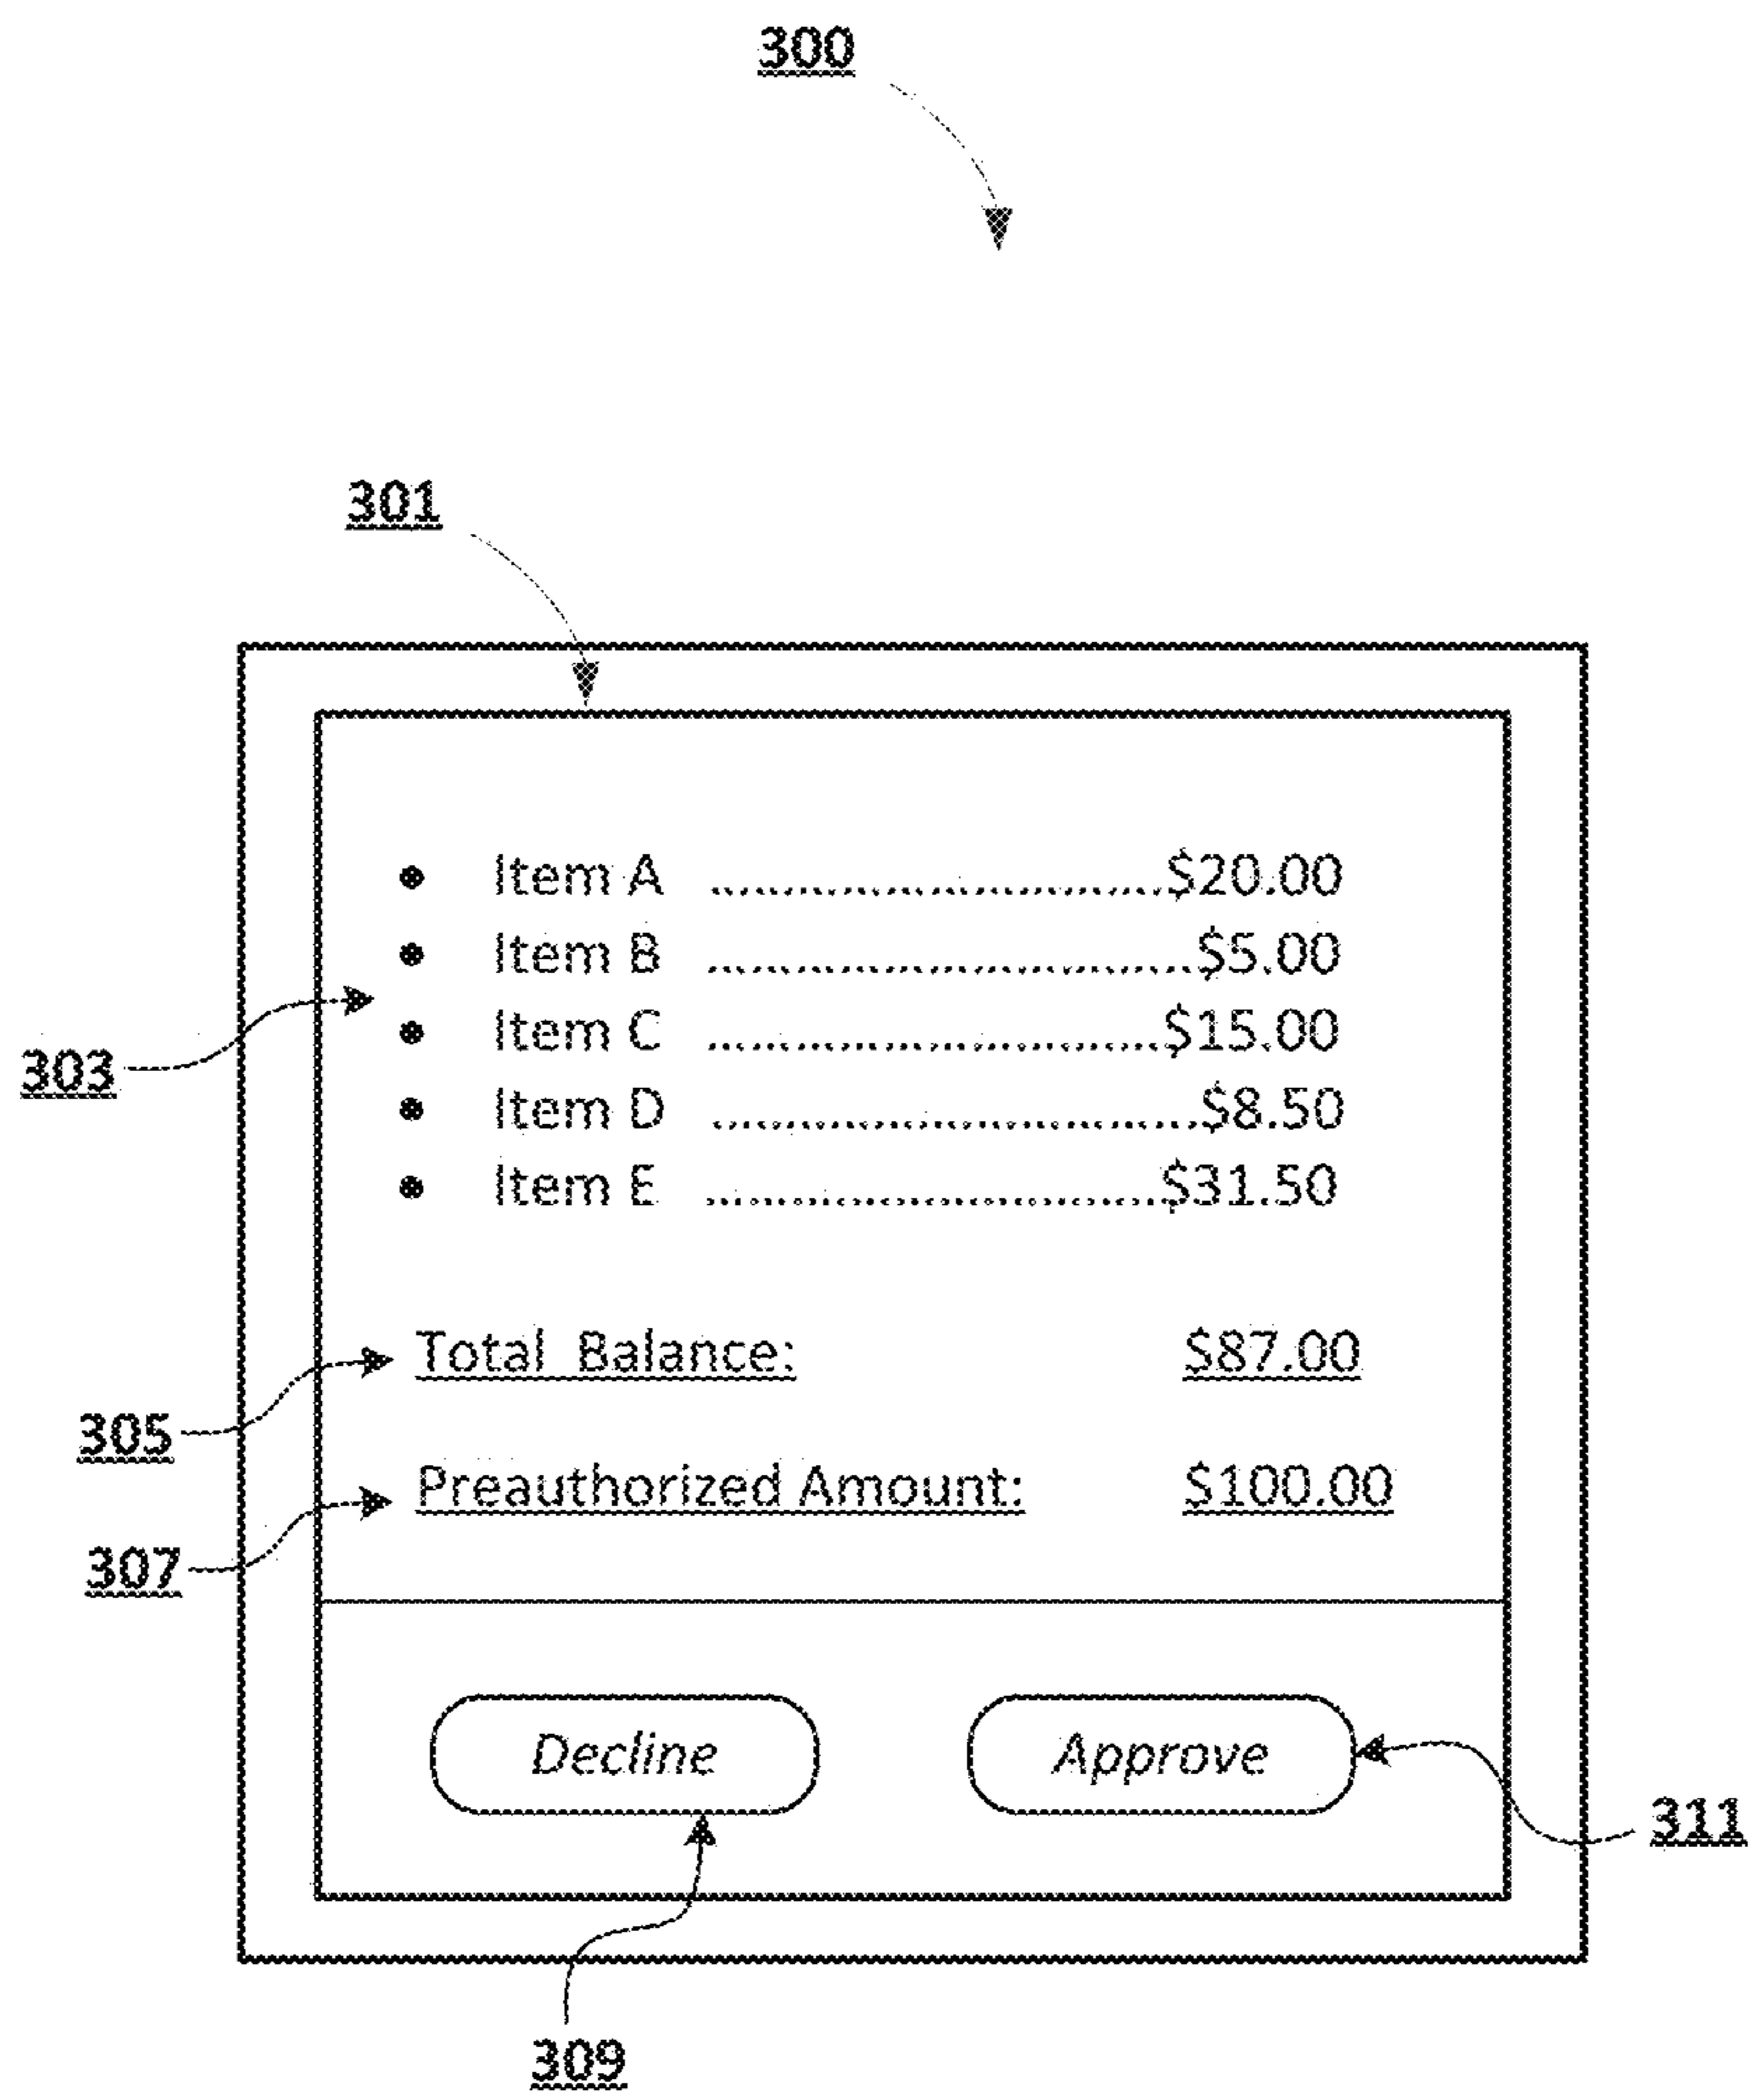 300
301
• Item A ..............................$20.00
• Item B ................................$5.00
• Item C ..............................$15.00
• Item D ................................$8.50
• Item E ..............................$31.50
303
Total Balance: $87.00
305
Preauthorized Amount: $100.00
307
Decline Approve
311
309